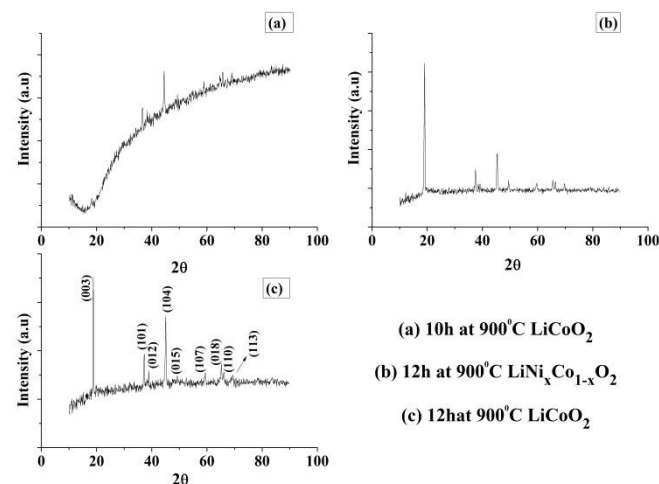 (a)
Intensity (a.u)
0 20 40 60 80 100
2θ
(b)
Intensity (a.u)
0 20 40 60 80 100
2θ
(c)
Intensity (a.u)
(003)
(101)
(012)
(104)
(015)
(107)
(018)
(110)
(113)
0 20 40 60 80 100
2θ
(a) 10h at 900⁰C LiCoO₂
(b) 12h at 900⁰C LiNiₓCo₁₋ₓO₂
(c) 12hat 900⁰C LiCoO₂